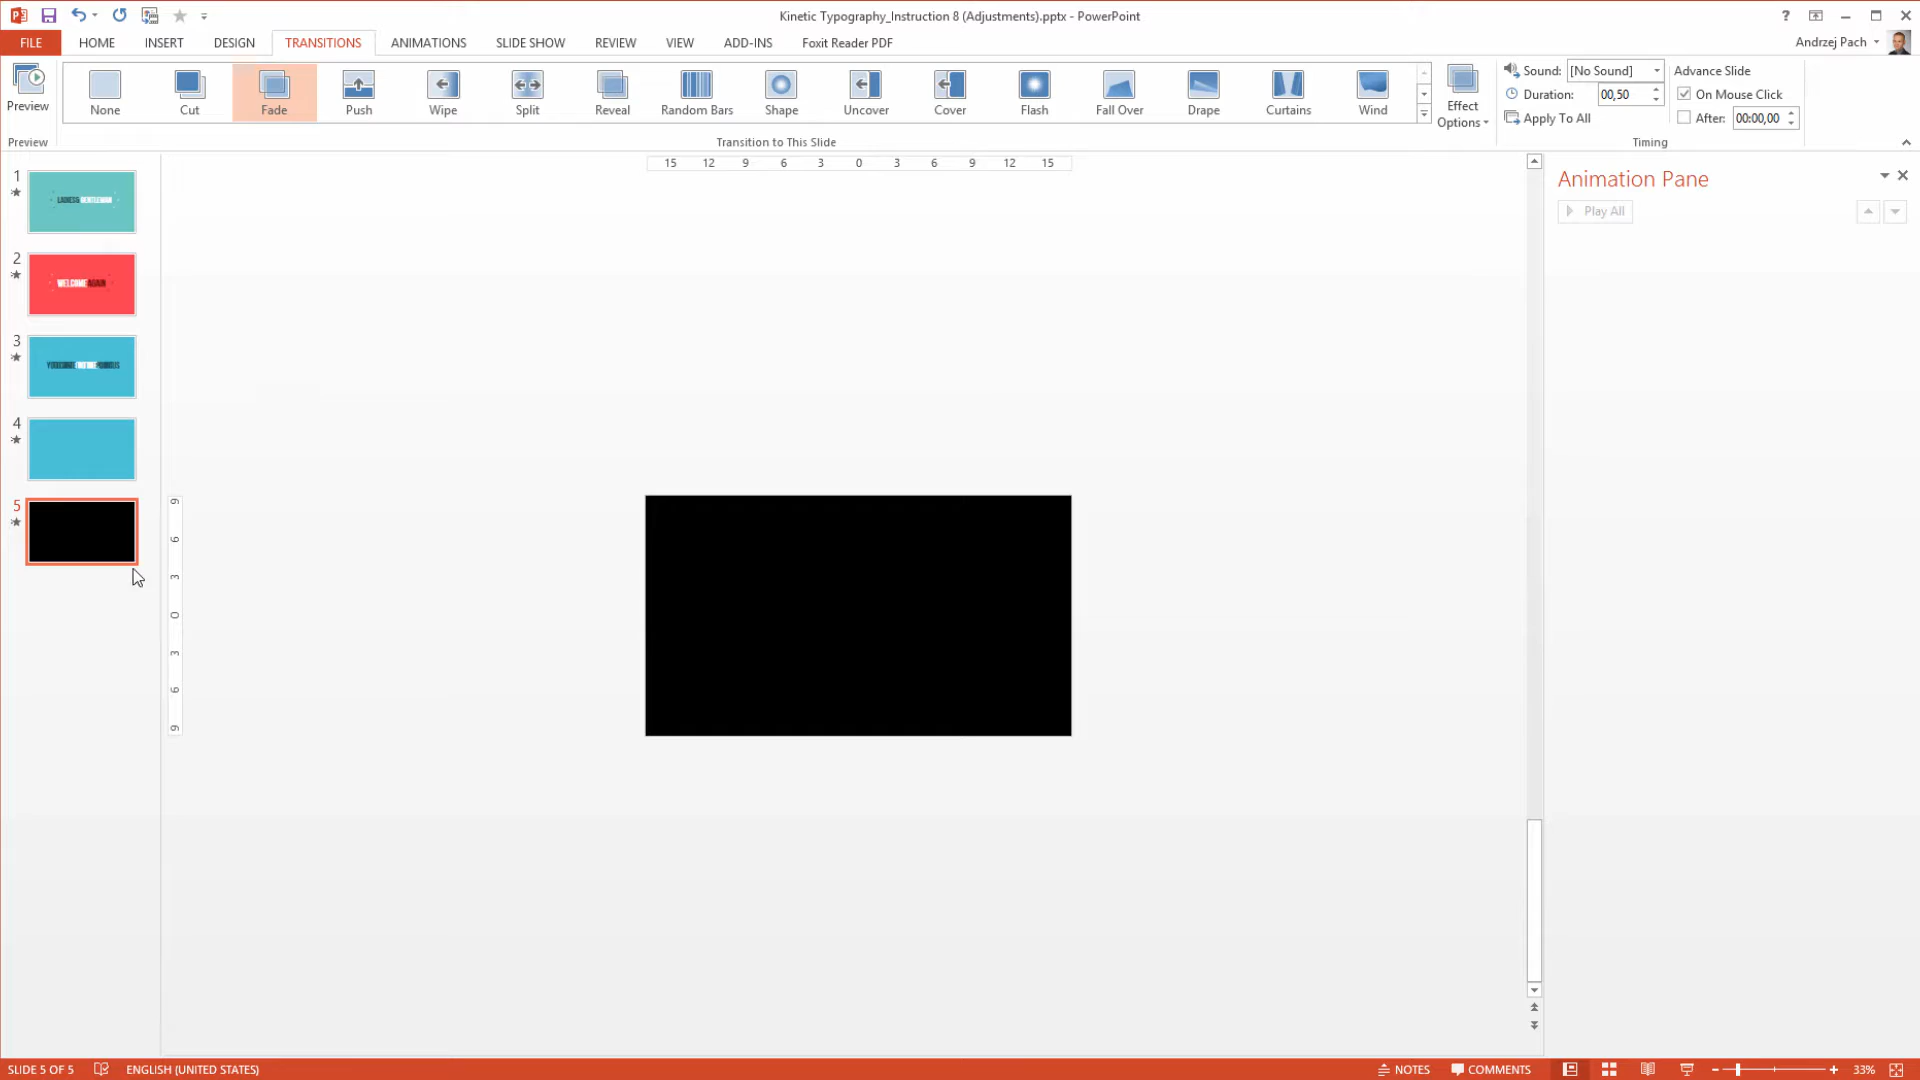 Kinetic Typography_Instruction 8 (Adjustments).pptx - PowerPoint
?
FILE HOME INSERT DESIGN TRANSITIONS ANIMATIONS SLIDE SHOW REVIEW VIEW ADD-INS Foxit Reader PDF Andrzej Pach
Preview
None Cut Fade Push Wipe Split Reveal Random Bars Shape Uncover Cover Flash Fall Over Drape Curtains Wind
Effect Options
Sound: [No Sound] Advance Slide
Duration: 00,50 On Mouse Click
Apply To All After: 00:00,00
Preview Transition to This Slide Timing
15 12 9 6 3 0 3 6 9 12 15
Animation Pane
Play All
1
2
WELCOME AGAIN
3
4
5
9
6
3
0
3
6
9
SLIDE 5 OF 5 ENGLISH (UNITED STATES) NOTES COMMENTS 33%